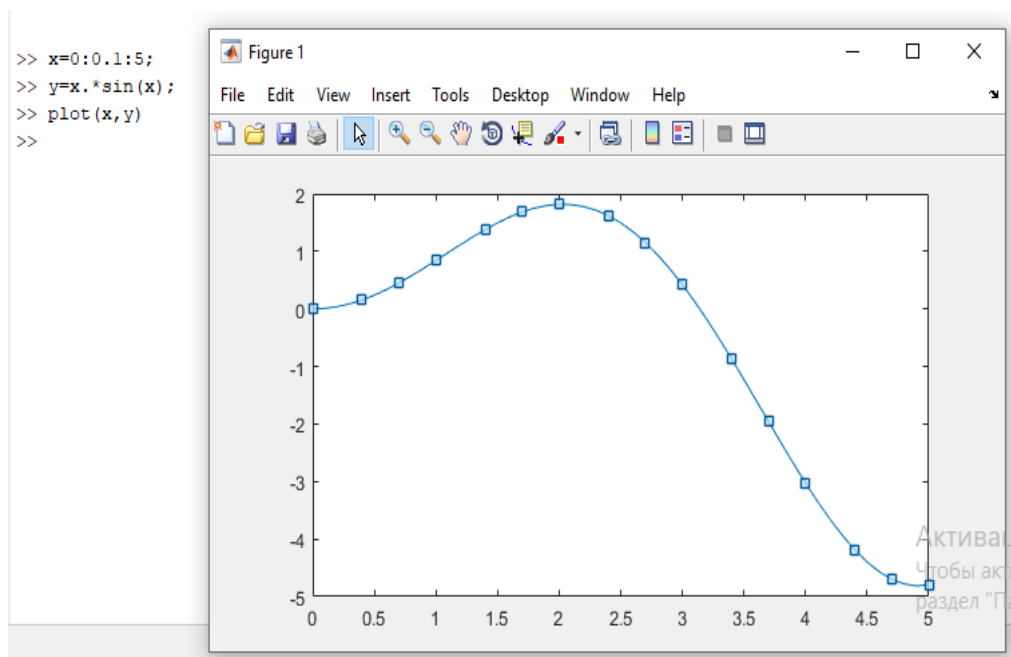 >> x=0:0.1:5;
>> y=x.*sin(x);
>> plot(x,y)
>>
Figure 1
File Edit View Insert Tools Desktop Window Help
2
1
0
-1
-2
-3
-4
-5
0 0.5 1 1.5 2 2.5 3 3.5 4 4.5 5
Актива
Чтобы ак
раздел "П